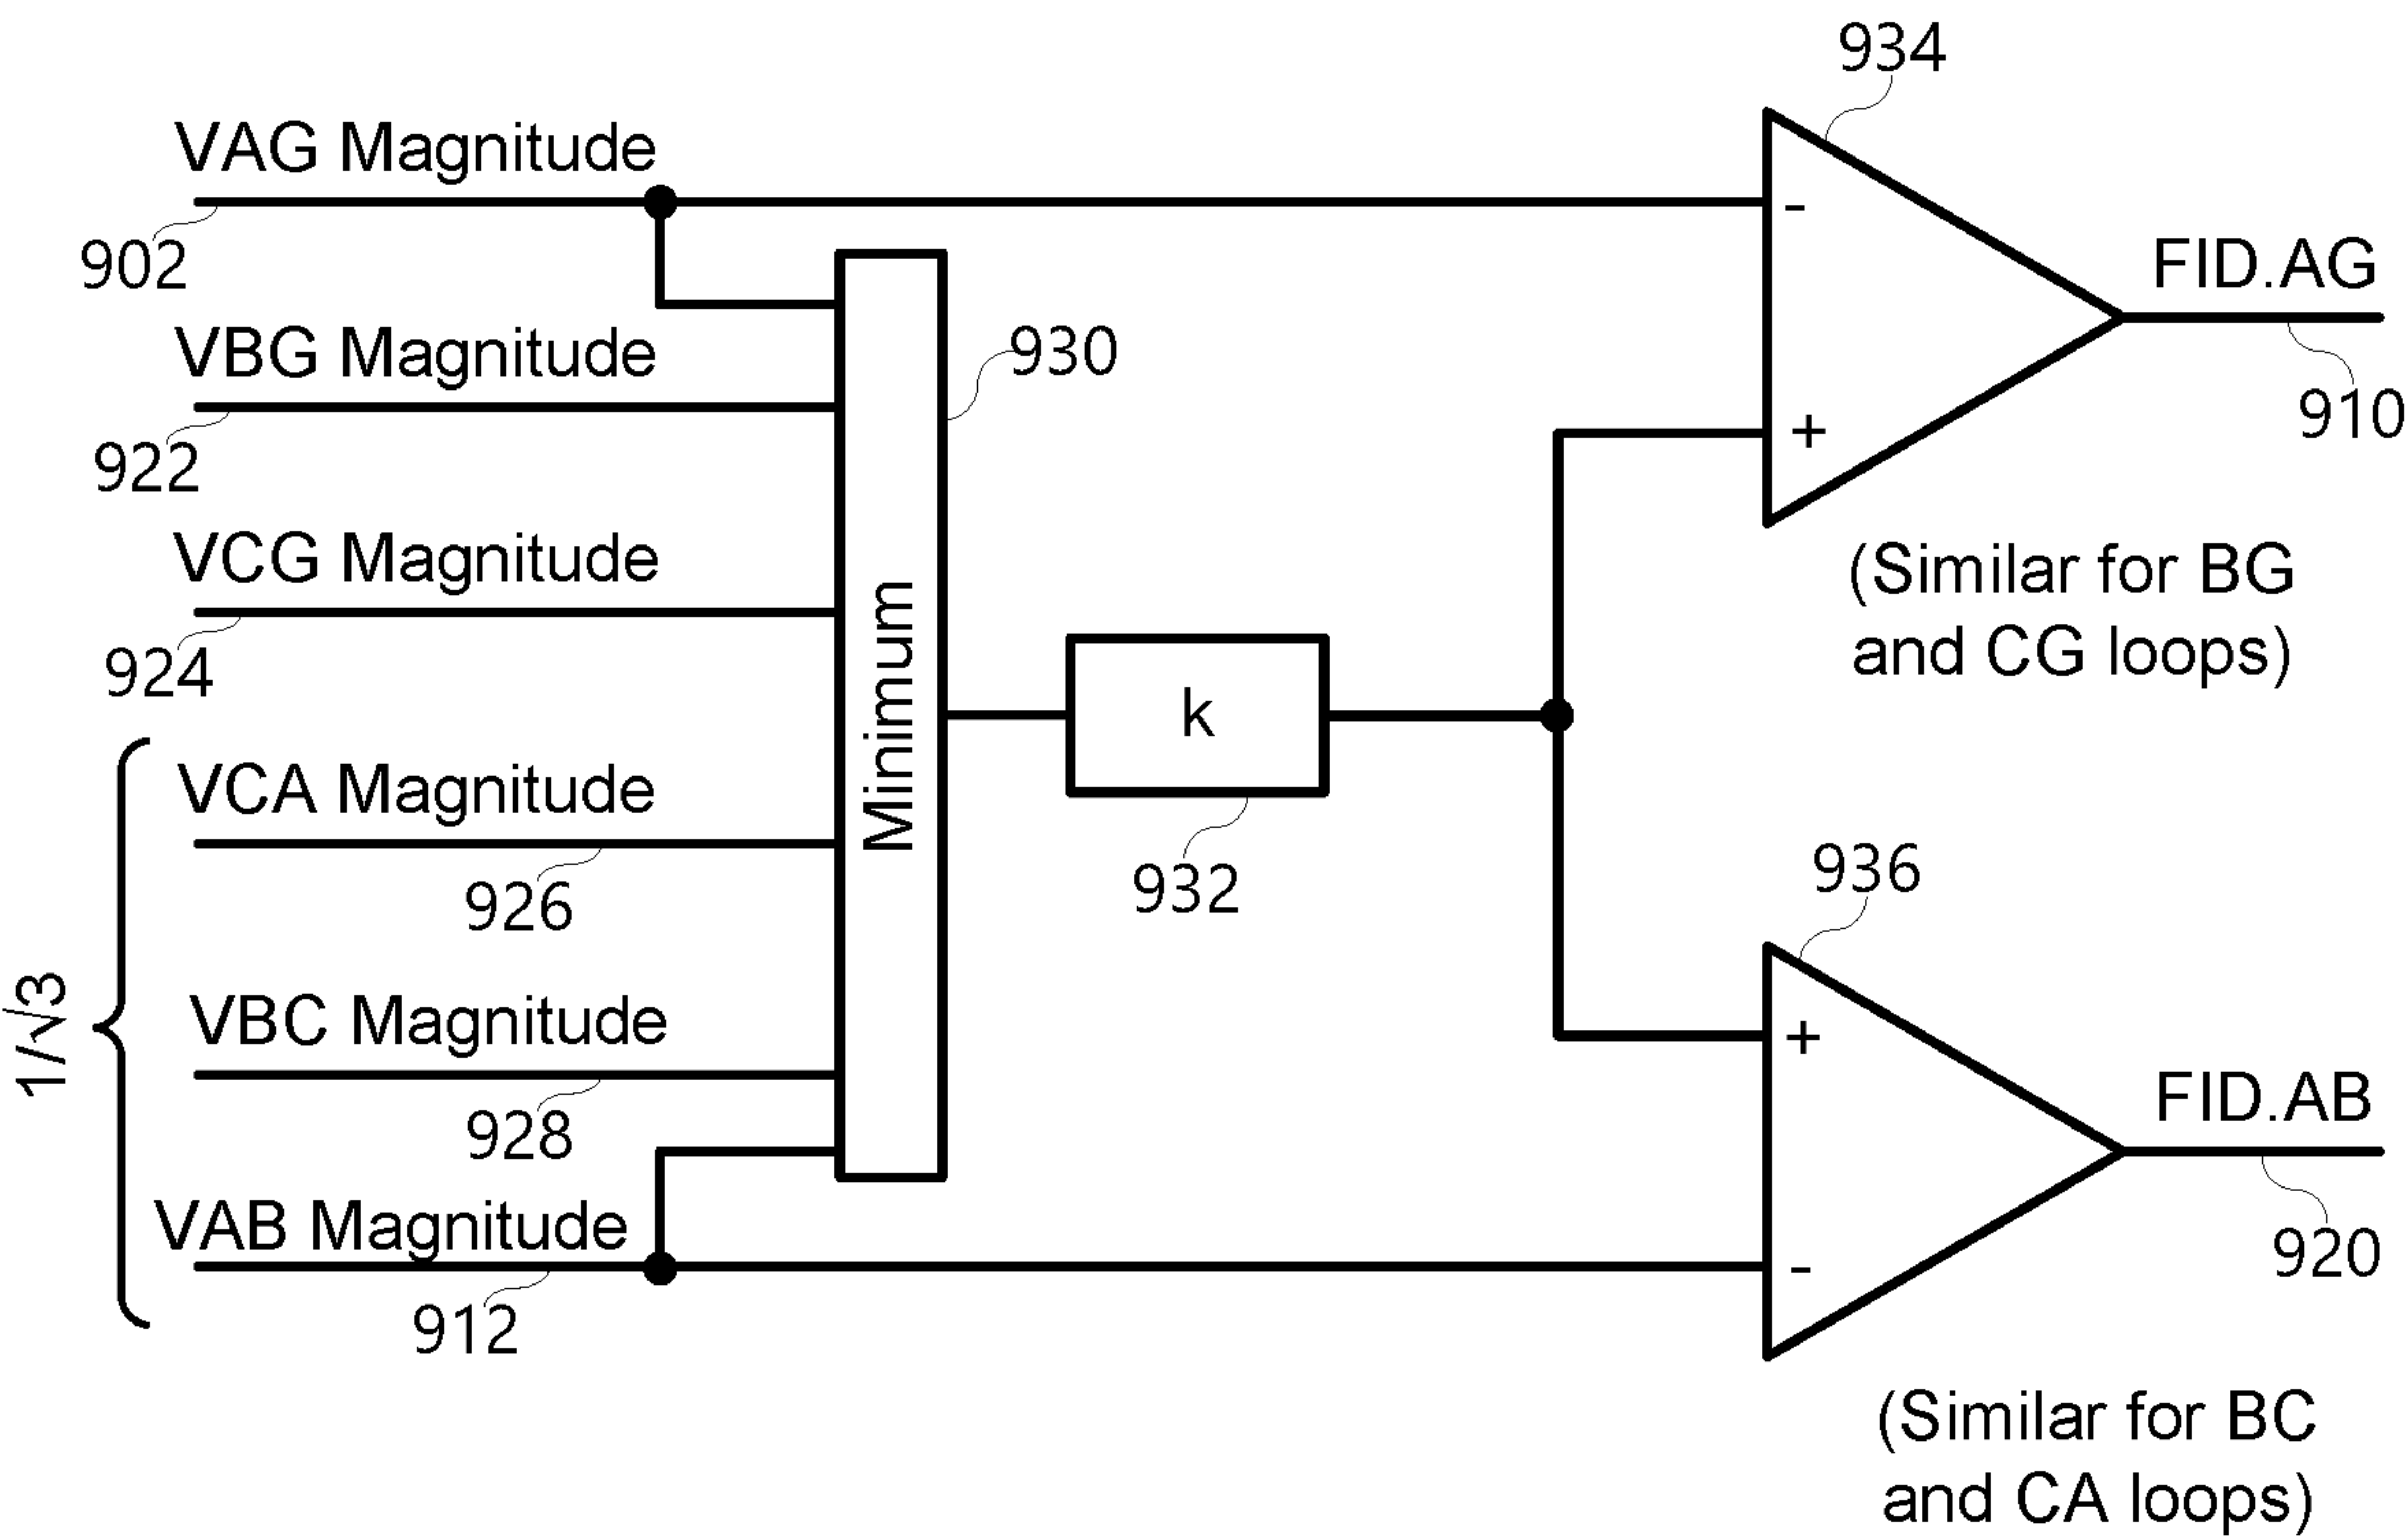 934
VAG Magnitude
902
FID.AG
910
VBG Magnitude
922
930
VCG Magnitude
924
(Similar for BG
and CG loops)
Minimum
k
932
1/√3
VCA Magnitude
926
VBC Magnitude
928
VAB Magnitude
912
936
FID.AB
920
(Similar for BC
and CA loops)
-
+
+
-